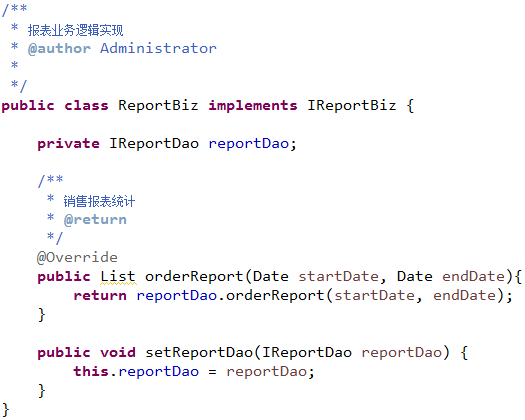 /**
 * 报表业务逻辑实现
 * @author Administrator
 *
 */
public class ReportBiz implements IReportBiz {
    private IReportDao reportDao;
    /**
     * 销售报表统计
     * @return
     */
    @Override
    public List orderReport(Date startDate, Date endDate){
        return reportDao.orderReport(startDate, endDate);
    }
    public void setReportDao(IReportDao reportDao) {
        this.reportDao = reportDao;
    }
}